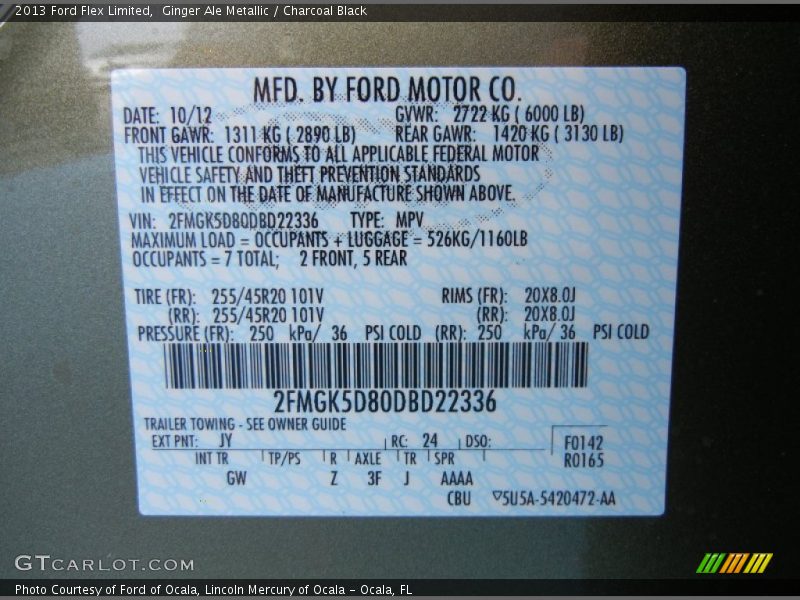 2013 Ford Flex Limited,  Ginger Ale Metallic / Charcoal Black
MFD. BY FORD MOTOR CO.
DATE: 10/12 GVWR: 2722 KG ( 6000 LB)
FRONT GAWR: 1311 KG ( 2890 LB) REAR GAWR: 1420 KG ( 3130 LB)
THIS VEHICLE CONFORMS TO ALL APPLICABLE FEDERAL MOTOR
VEHICLE SAFETY AND THEFT PREVENTION STANDARDS
IN EFFECT ON THE DATE OF MANUFACTURE SHOWN ABOVE.
VIN: 2FMGK5D80DBD22336 TYPE: MPV
MAXIMUM LOAD = OCCUPANTS + LUGGAGE = 526KG/1160LB
OCCUPANTS = 7 TOTAL; 2 FRONT, 5 REAR
TIRE (FR): 255/45R20 101V RIMS (FR): 20X8.0J
(RR): 255/45R20 101V (RR): 20X8.0J
PRESSURE (FR): 250 kPa/ 36 PSI COLD (RR): 250 kPa/ 36 PSI COLD
2FMGK5D80DBD22336
TRAILER TOWING - SEE OWNER GUIDE
EXT PNT: JY RC: 24 DSO: F0142
INT TR TP/PS R AXLE TR SPR R0165
GW Z 3F J AAAA
CBU 5U5A-5420472-AA
GTCARLOT.COM
Photo Courtesy of Ford of Ocala, Lincoln Mercury of Ocala – Ocala, FL